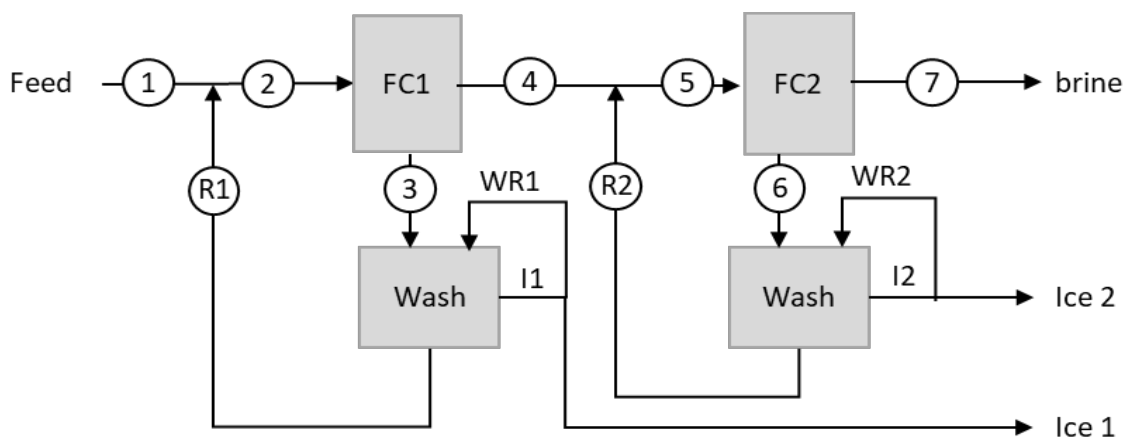 Feed
1
2
FC1
4
5
FC2
7
brine
R1
3
WR1
R2
6
WR2
Wash
I1
Wash
I2
Ice 2
Ice 1